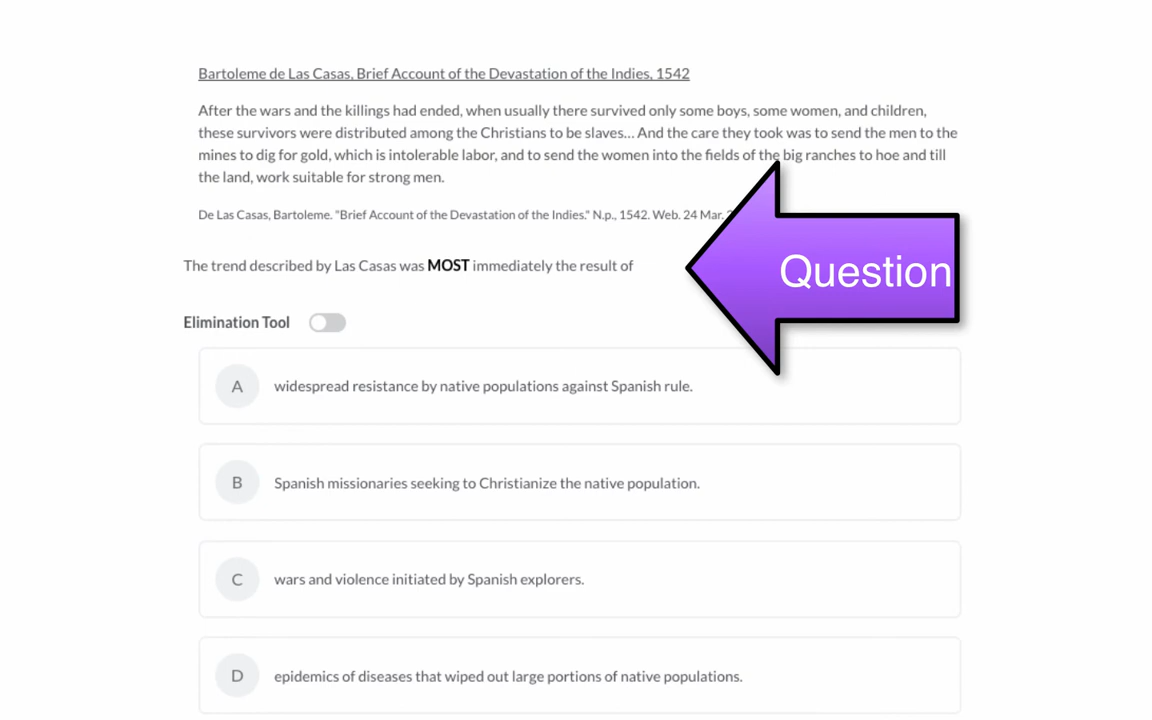 Bartoleme de Las Casas, Brief Account of the Devastation of the Indies, 1542
After the wars and the killings had ended, when usually there survived only some boys, some women, and children,
these survivors were distributed among the Christians to be slaves... And the care they took was to send the men to the
mines to dig for gold, which is intolerable labor, and to send the women into the fields of the big ranches to hoe and till
the land, work suitable for strong men.
De Las Casas, Bartoleme. "Brief Account of the Devastation of the Indies." N.p., 1542. Web. 24 Mar.
The trend described by Las Casas was MOST immediately the result of
Question
Elimination Tool
A widespread resistance by native populations against Spanish rule.
B Spanish missionaries seeking to Christianize the native population.
C wars and violence initiated by Spanish explorers.
D epidemics of diseases that wiped out large portions of native populations.